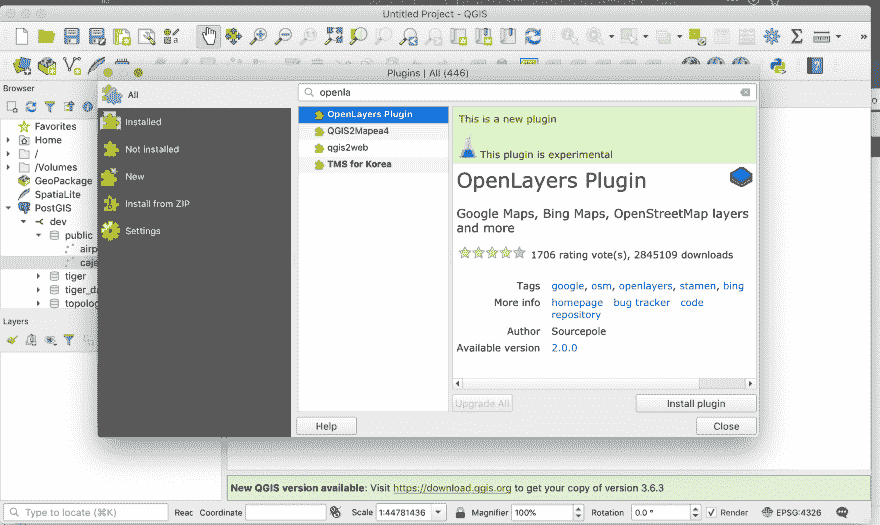 Untitled Project - QGIS
Plugins | All (446)
Browser
Favorites
Home
/
/Volumes
GeoPackage
SpatiaLite
PostGIS
dev
public
airp
caje
tiger
tiger_da
topolog
Layers
All
Installed
Not installed
New
Install from ZIP
Settings
openla
OpenLayers Plugin
QGIS2Mapea4
qgis2web
TMS for Korea
This is a new plugin
This plugin is experimental
OpenLayers Plugin
Google Maps, Bing Maps, OpenStreetMap layers
and more
1706 rating vote(s), 2845109 downloads
Tags google, osm, openlayers, stamen, bing
More info homepage bug tracker code
repository
Author Sourcepole
Available version 2.0.0
Upgrade All Install plugin
Help Close
New QGIS version available: Visit https://download.qgis.org to get your copy of version 3.6.3
Type to locate (⌘K) Reac Coordinate Scale 1:44781436 Magnifier 100% Rotation 0.0 ° Render EPSG:4326